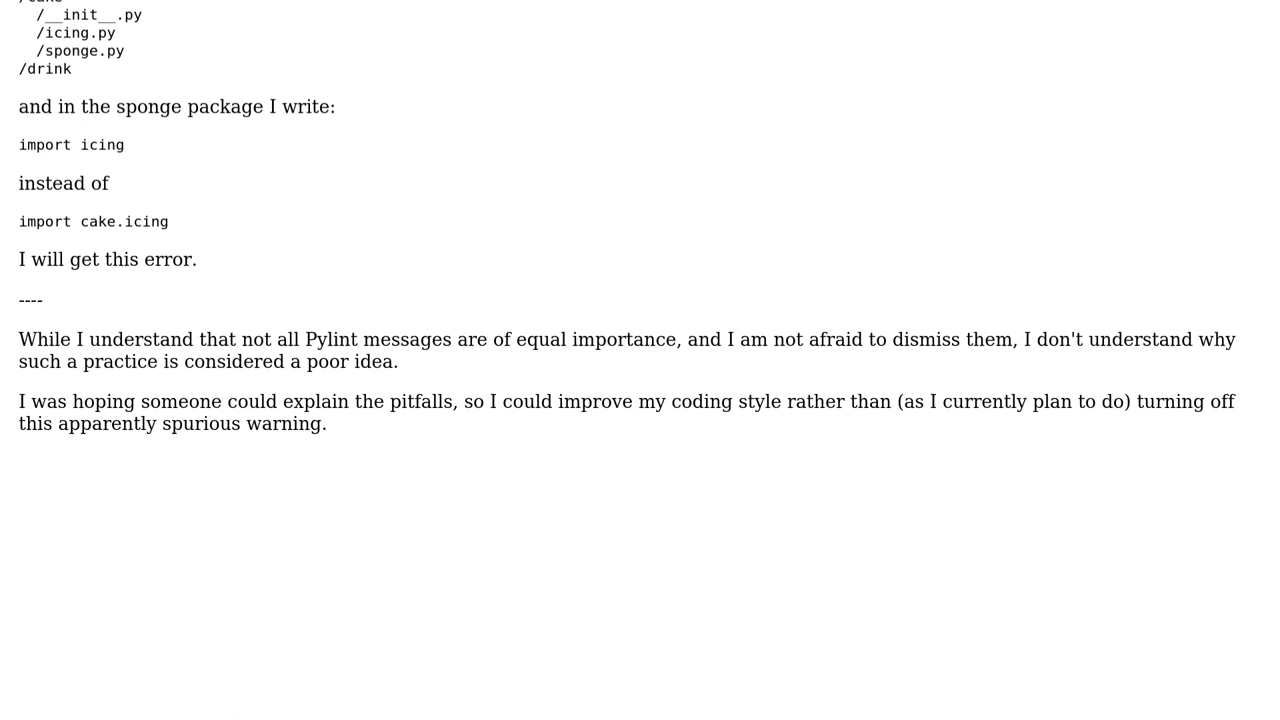 /cake
  /__init__.py
  /icing.py
  /sponge.py
/drink
and in the sponge package I write:
import icing
instead of
import cake.icing
I will get this error.
----
While I understand that not all Pylint messages are of equal importance, and I am not afraid to dismiss them, I don't understand why
such a practice is considered a poor idea.
I was hoping someone could explain the pitfalls, so I could improve my coding style rather than (as I currently plan to do) turning off
this apparently spurious warning.